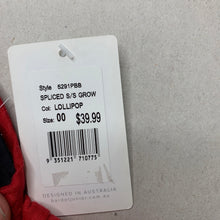 Style 5291PBB
SPLICED S/S GROW
Col: LOLLIPOP
Size: 00 $39.99
9 351221 710775
DESIGNED IN AUSTRALIA